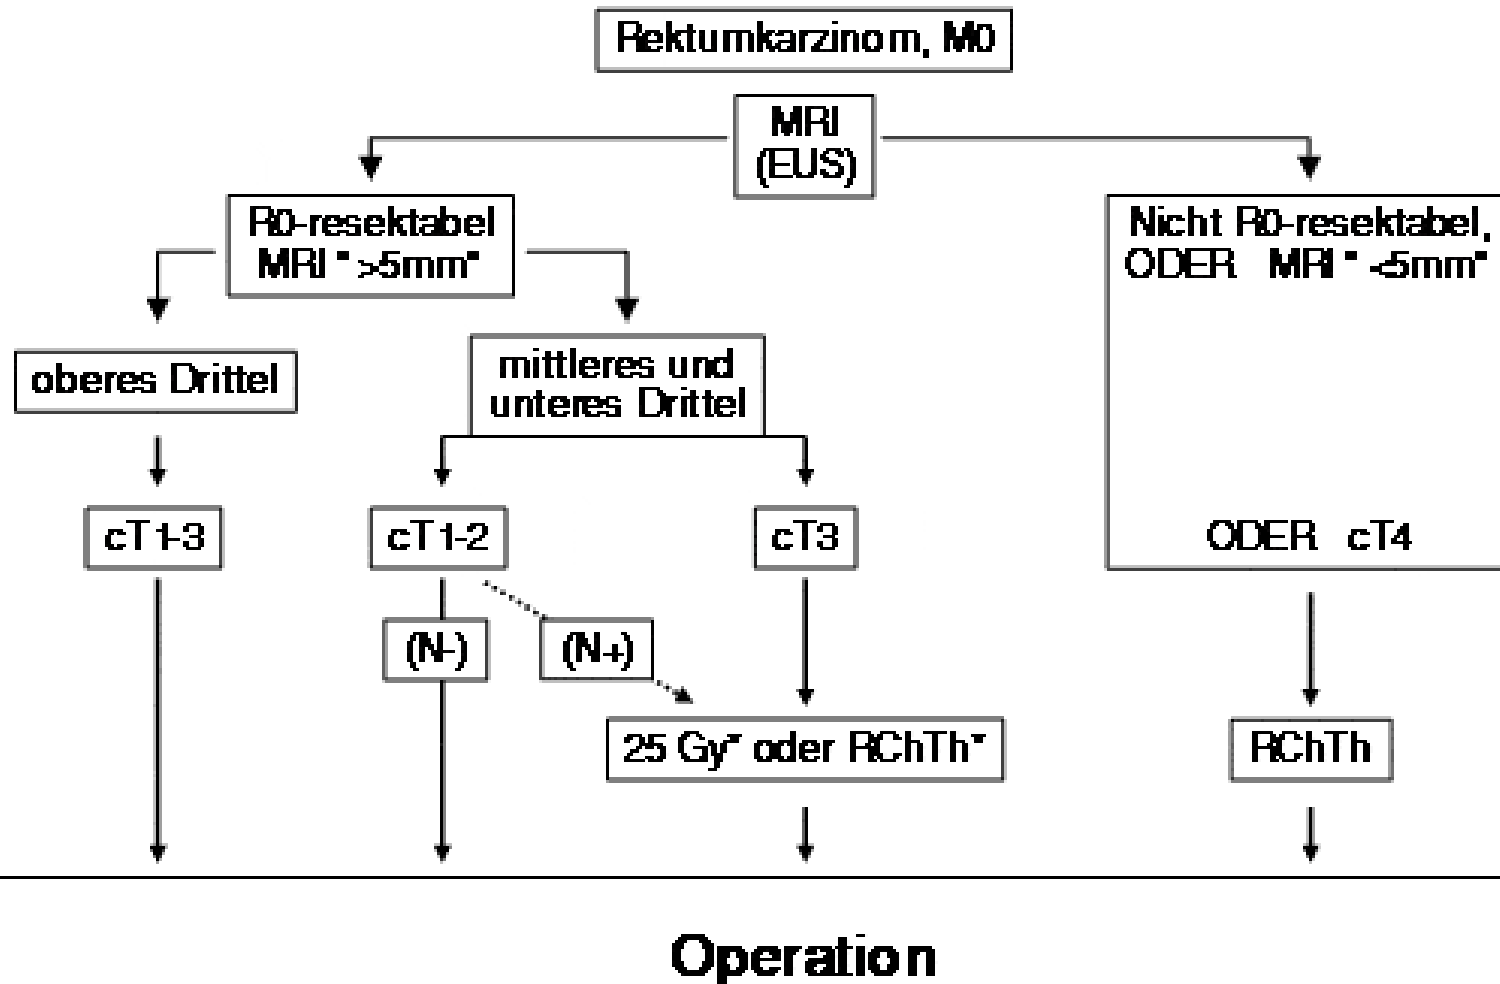 Rektumkarzinom, M0
MRI
(EUS)
R0-resektabel
MRI " >5mm"
Nicht R0-resektabel,
ODER MRI " <5mm"
oberes Drittel
mittleres und
unteres Drittel
cT1-3
cT1-2
cT3
ODER cT4
(N-)
(N+)
25 Gy* oder RChTh*
RChTh
Operation